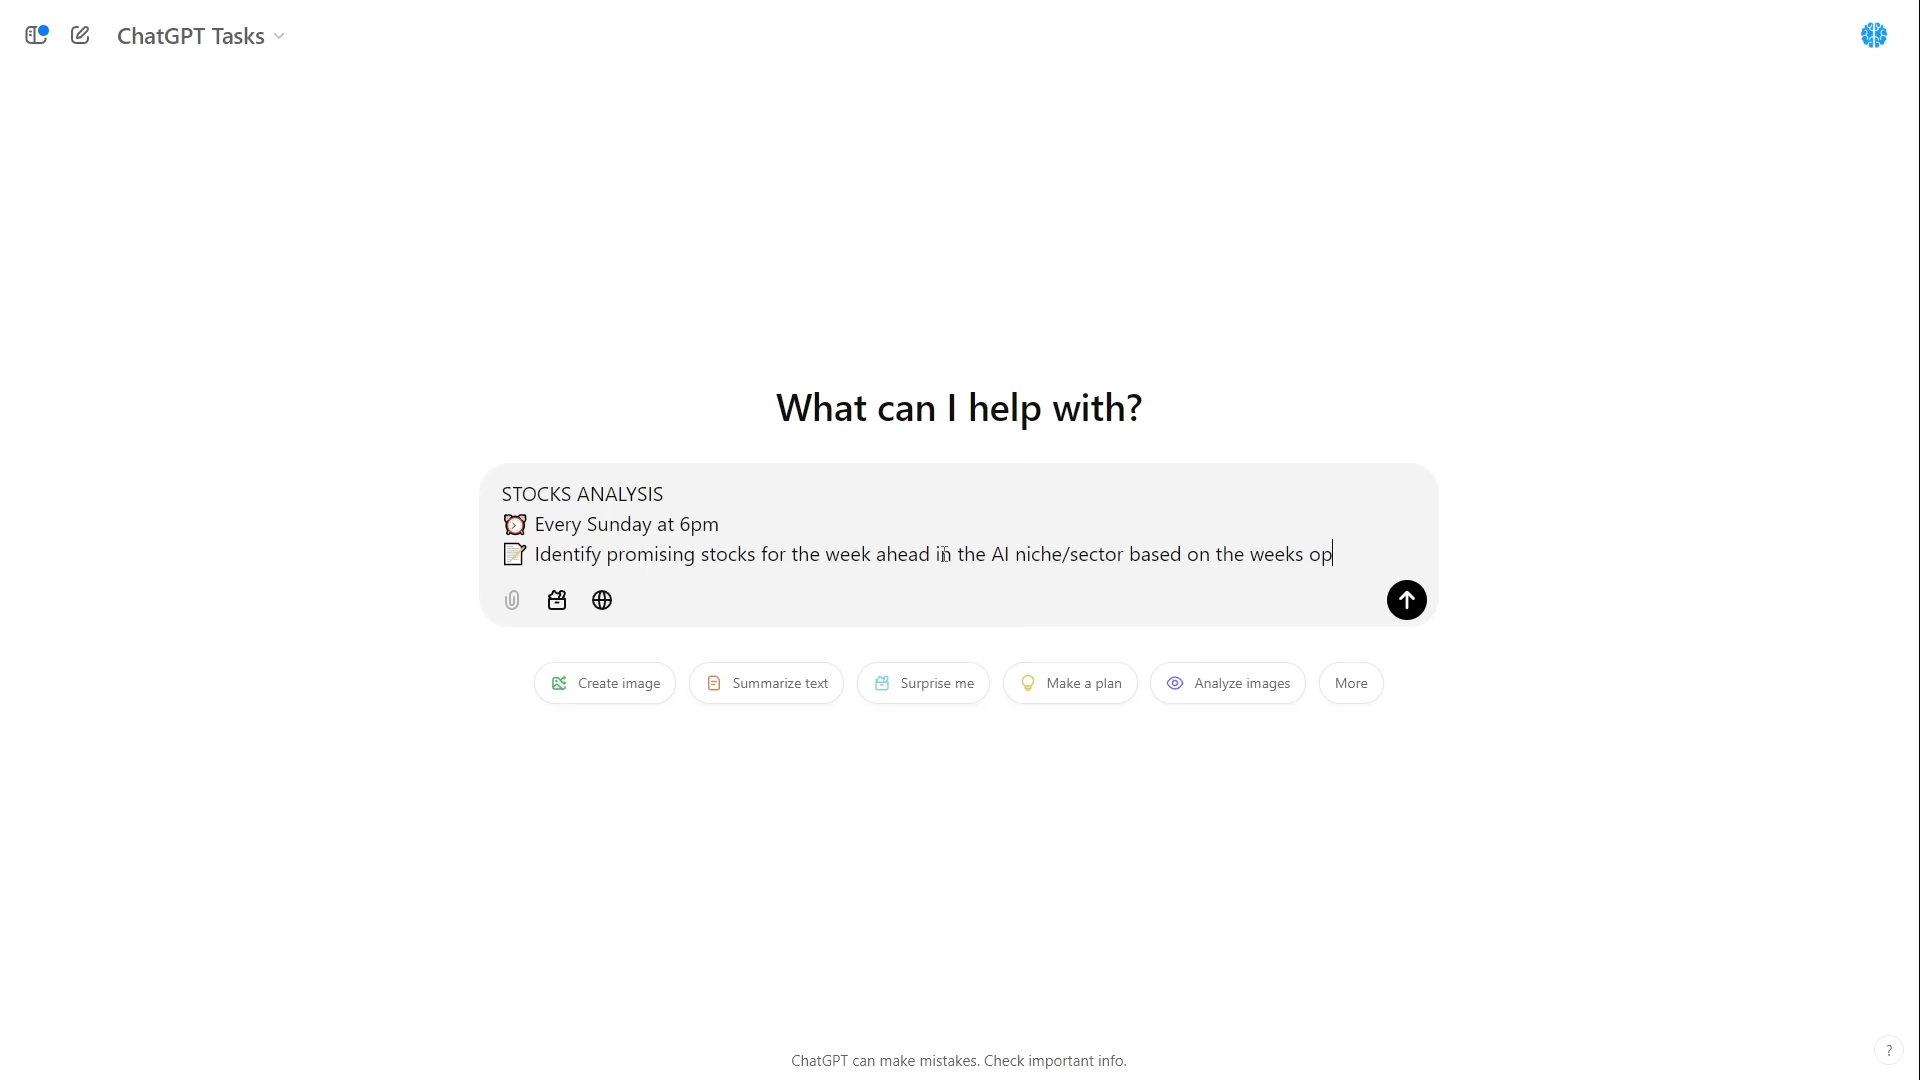 ChatGPT Tasks
What can I help with?
STOCKS ANALYSIS
⏰ Every Sunday at 6pm
📝 Identify promising stocks for the week ahead in the AI niche/sector based on the weeks op
Create image
Summarize text
Surprise me
Make a plan
Analyze images
More
ChatGPT can make mistakes. Check important info.
?